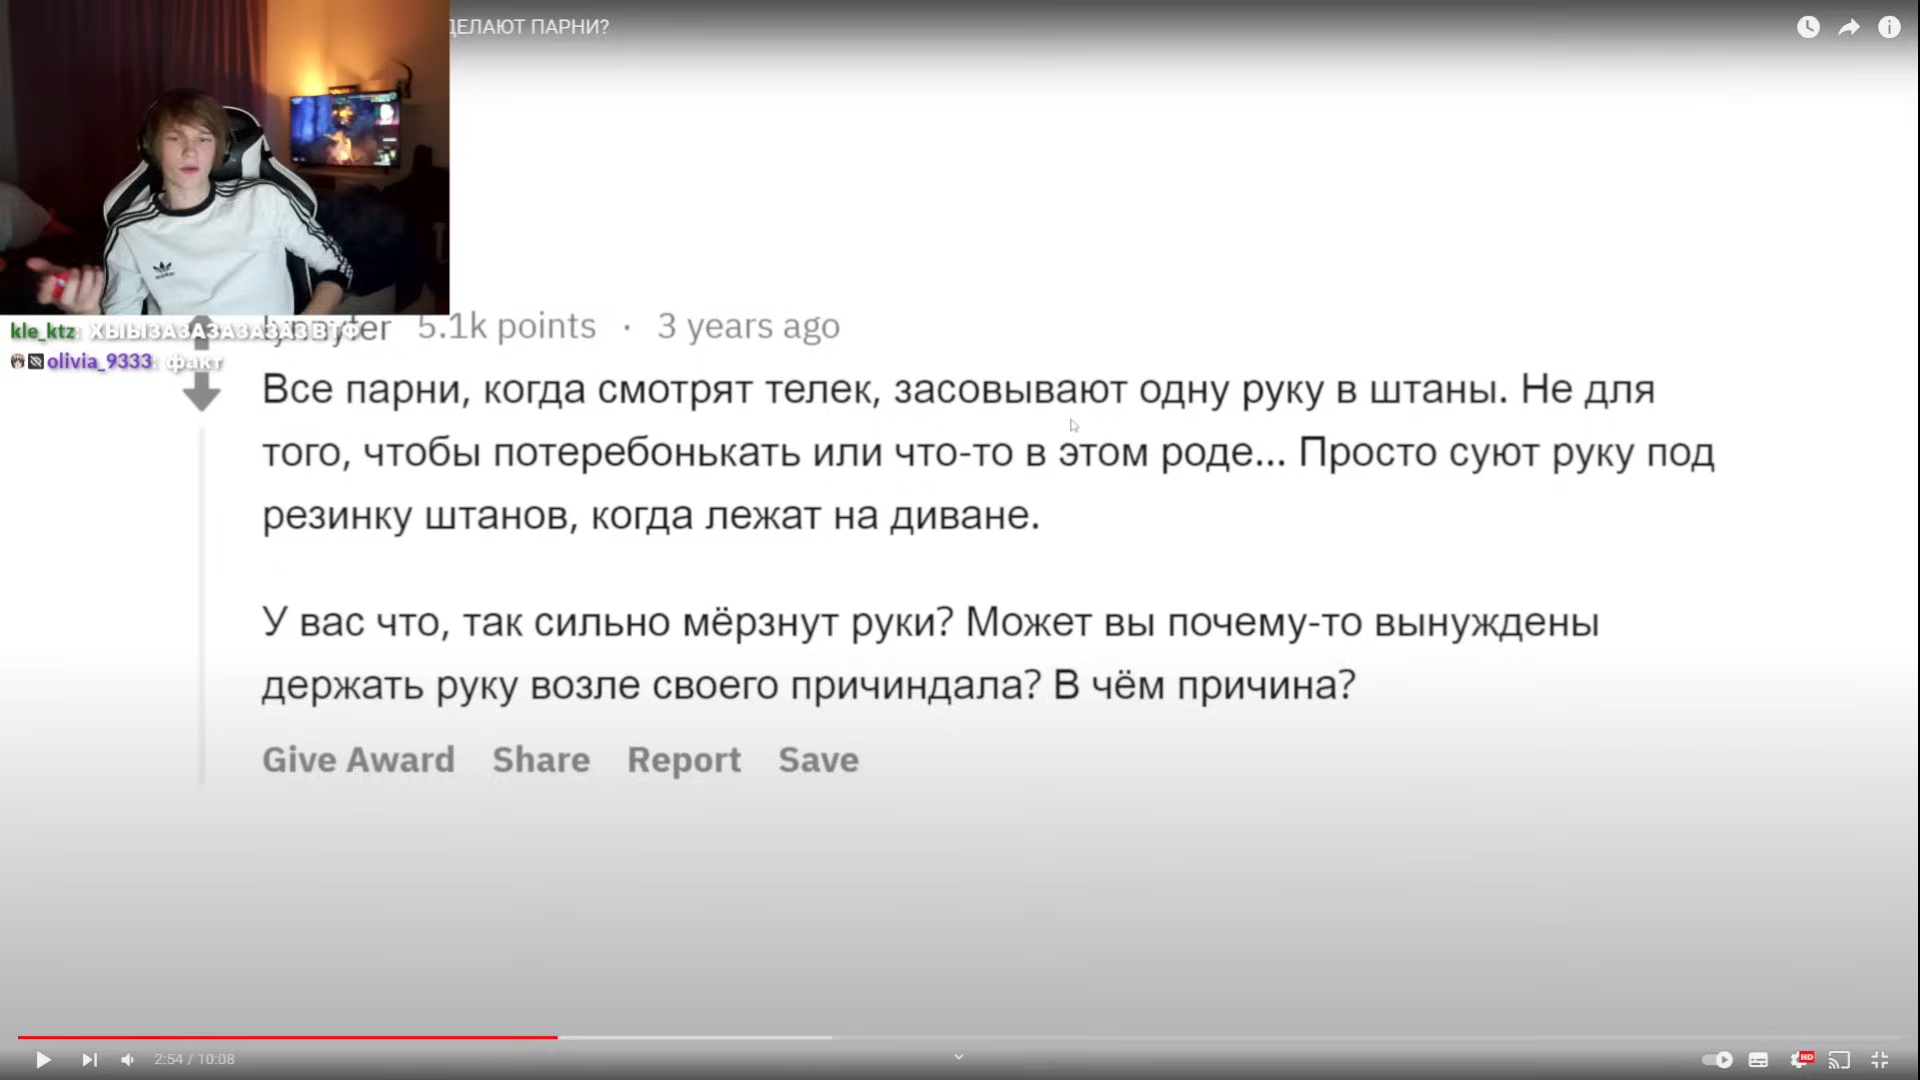 ДЕЛАЮТ ПАРНИ?
5.1k points · 3 years ago
kle_ktz: ХЫЫЗАЗАЗАЗАЗАЗ ВТФ
olivia_9333: факт
Все парни, когда смотрят телек, засовывают одну руку в штаны. Не для
того, чтобы потеребонькать или что-то в этом роде... Просто суют руку под
резинку штанов, когда лежат на диване.
У вас что, так сильно мёрзнут руки? Может вы почему-то вынуждены
держать руку возле своего причиндала? В чём причина?
Give Award Share Report Save
2:54 / 10:08
HD